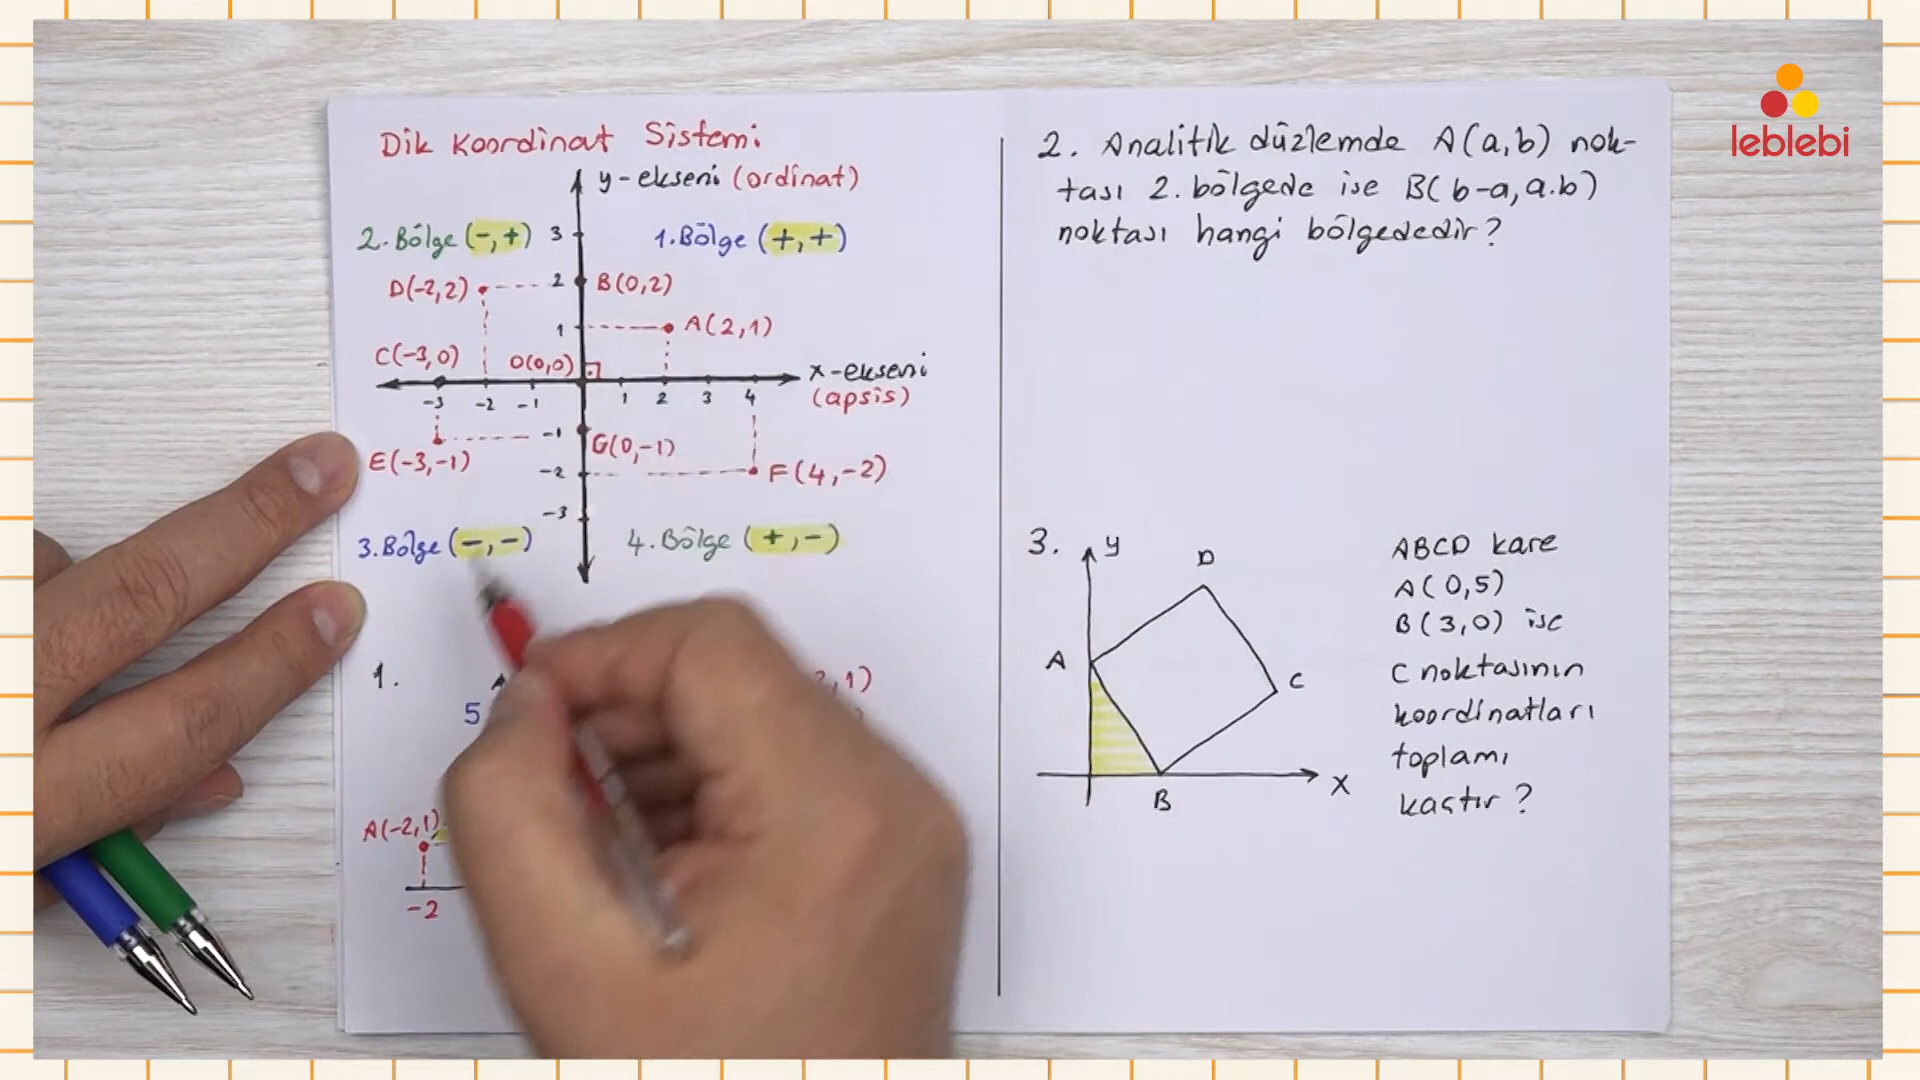 leblebi
Dik Koordinat Sistemi
y-ekseni (ordinat)
2. Bölge (-,+)
3
1. Bölge (+,+)
D(-2,2)
2
B(0,2)
1
A(2,1)
C(-3,0)
O(0,0)
x-ekseni
(apsis)
-3 -2 -1 1 2 3 4
-1
G(0,-1)
E(-3,-1)
-2
F(4,-2)
-3
3. Bölge (-,-)
4. Bölge (+,-)
1.
,1)
5
A(-2,1)
-2
2. Analitik düzlemde A(a,b) nok-
tası 2. bölgede ise B(b-a, a.b)
noktası hangi bölgededir?
3.
y
D
A
C
B
x
ABCD kare
A(0,5)
B(3,0) ise
C noktasının
koordinatları
toplamı
kaçtır?